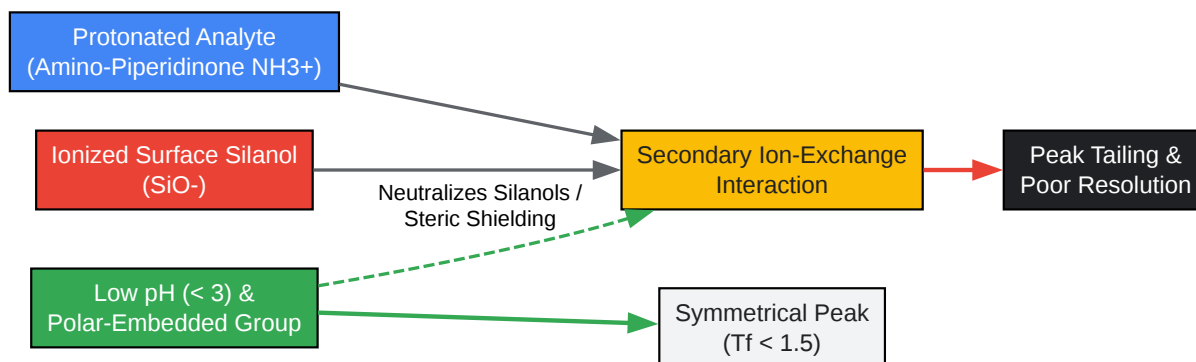 Protonated Analyte
(Amino-Piperidinone NH3+)
Ionized Surface Silanol
(SiO-)
Neutralizes Silanols /
Steric Shielding
Secondary Ion-Exchange
Interaction
Peak Tailing &
Poor Resolution
Low pH (< 3) &
Polar-Embedded Group
Symmetrical Peak
(Tf < 1.5)